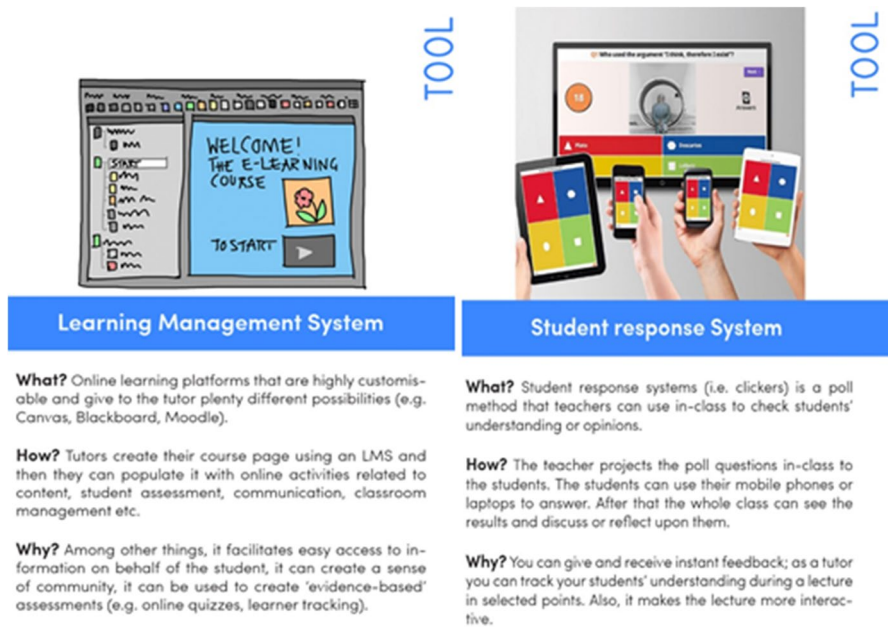 TOOL
WELCOME!
THE E-LEARNING
COURSE
START
TO START
Learning Management System
What? Online learning platforms that are highly customis-
able and give to the tutor plenty different possibilities (e.g.
Canvas, Blackboard, Moodle).
How? Tutors create their course page using an LMS and
then they can populate it with online activities related to
content, student assessment, communication, classroom
management etc.
Why? Among other things, it facilitates easy access to in-
formation on behalf of the student, it can create a sense
of community, it can be used to create 'evidence-based'
assessments (e.g. online quizzes, learner tracking).
TOOL
Who used the argument "I think, therefore I exist"?
18
Answers
Plato
Descartes
Student response System
What? Student response systems (i.e. clickers) is a poll
method that teachers can use in-class to check students'
understanding or opinions.
How? The teacher projects the poll questions in-class to
the students. The students can use their mobile phones or
laptops to answer. After that the whole class can see the
results and discuss or reflect upon them.
Why? You can give and receive instant feedback; as a tutor
you can track your students' understanding during a lecture
in selected points. Also, it makes the lecture more interac-
tive.